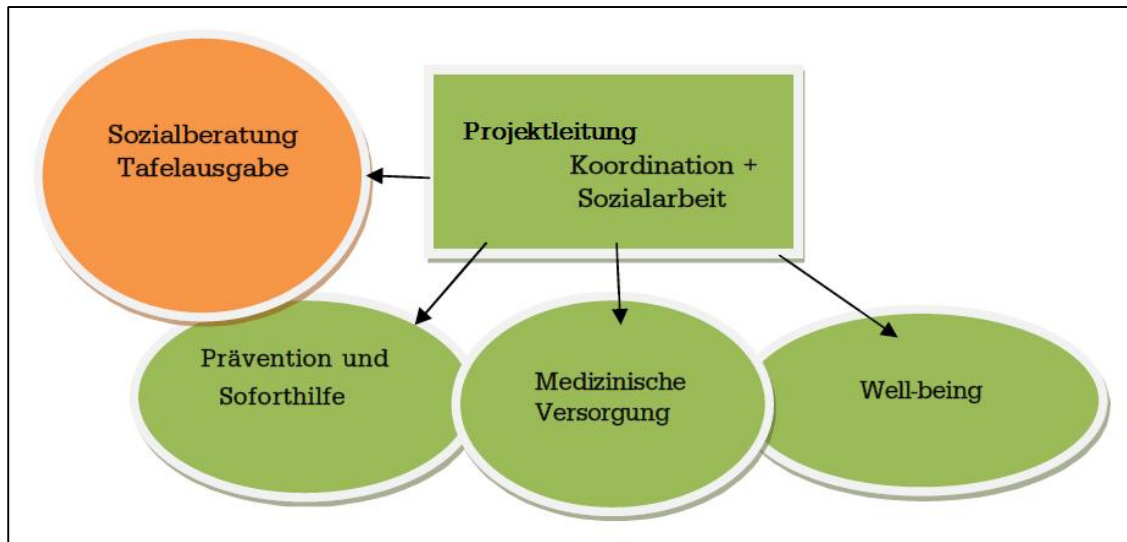 Sozialberatung
Tafelausgabe
Projektleitung
Koordination +
Sozialarbeit
Prävention und
Soforthilfe
Medizinische
Versorgung
Well-being